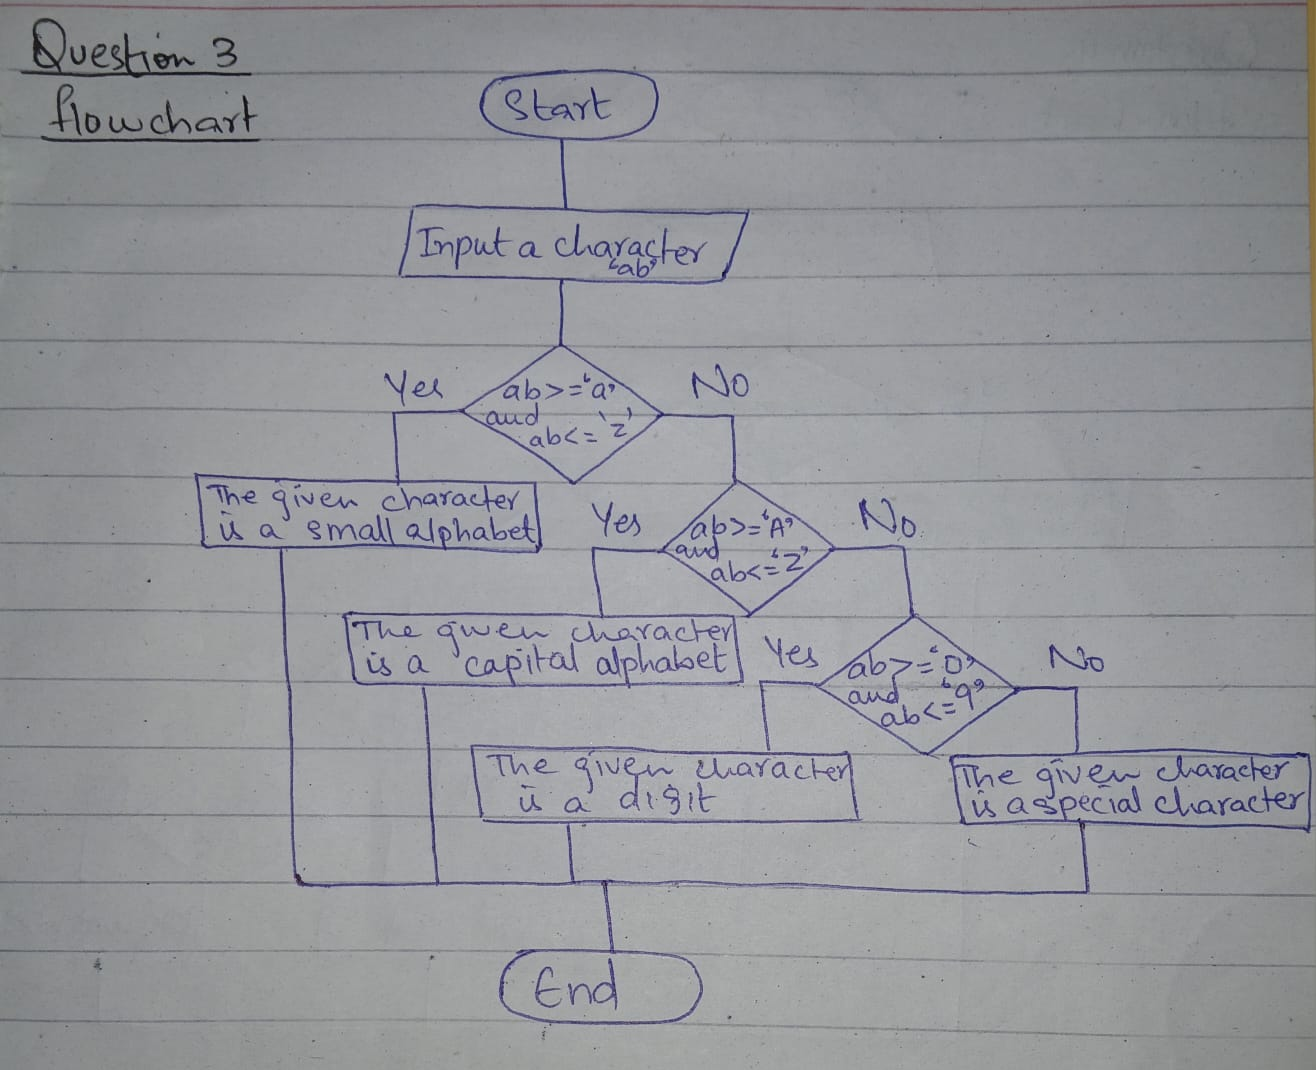 Question 3
flowchart
Start
Input a character
'ab'
Yes
ab>='a'
and
ab<='z'
No
The given character
is a small alphabet
Yes
ab>='A'
and
ab<='Z'
No
The given character
is a capital alphabet
Yes
ab>='0'
and
ab<='9'
No
The given character
is a digit
The given character
is a special character
End